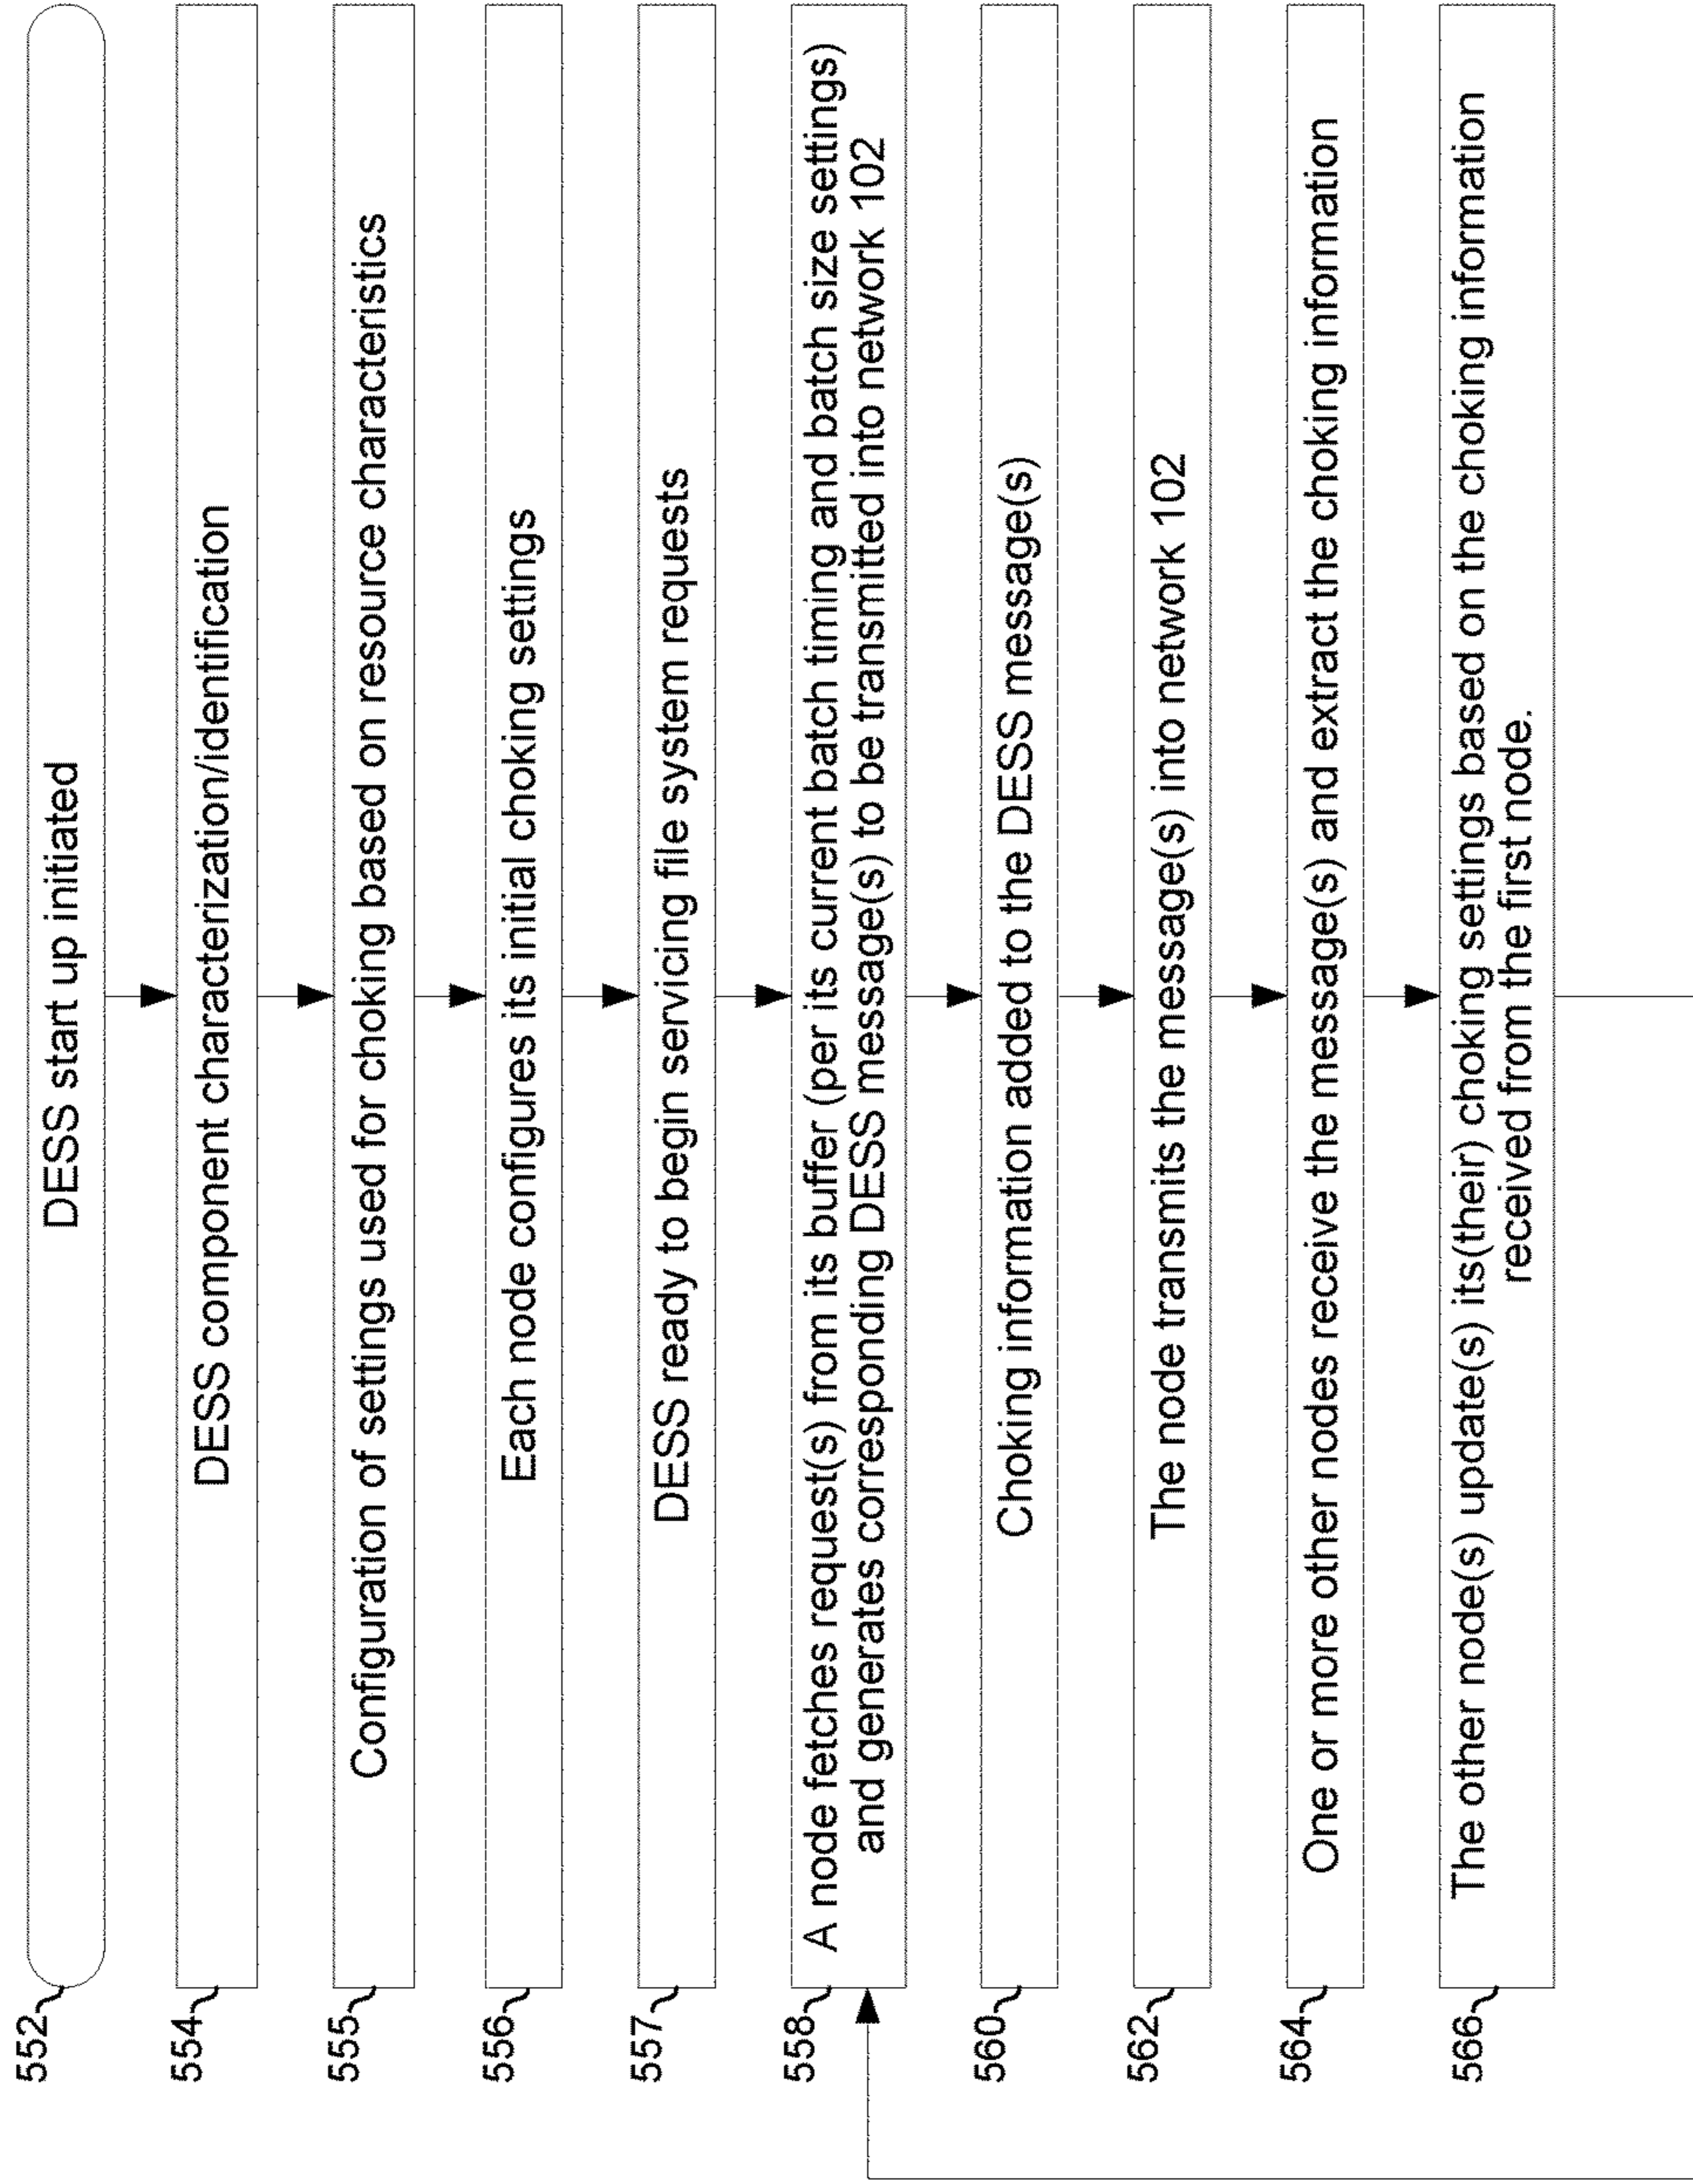 552
DESS start up initiated
554
DESS component characterization/identification
555
Configuration of settings used for choking based on resource characteristics
556
Each node configures its initial choking settings
557
DESS ready to begin servicing file system requests
558
A node fetches request(s) from its buffer (per its current batch timing and batch size settings)
and generates corresponding DESS message(s) to be transmitted into network 102
560
Choking information added to the DESS message(s)
562
The node transmits the message(s) into network 102
564
One or more other nodes receive the message(s) and extract the choking information
566
The other node(s) update(s) its(their) choking settings based on the choking information
received from the first node.